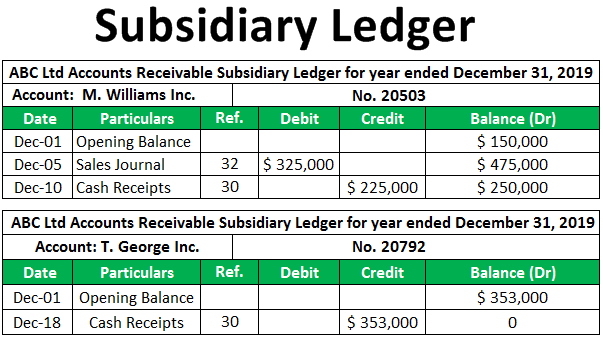 Subsidiary Ledger
ABC Ltd Accounts Receivable Subsidiary Ledger for year ended December 31, 2019
Account: M. Williams Inc. No. 20503
Date Particulars Ref. Debit Credit Balance (Dr)
Dec-01 Opening Balance $ 150,000
Dec-05 Sales Journal 32 $ 325,000 $ 475,000
Dec-10 Cash Receipts 30 $ 225,000 $ 250,000
ABC Ltd Accounts Receivable Subsidiary Ledger for year ended December 31, 2019
Account: T. George Inc. No. 20792
Date Particulars Ref. Debit Credit Balance (Dr)
Dec-01 Opening Balance $ 353,000
Dec-18 Cash Receipts 30 $ 353,000 0